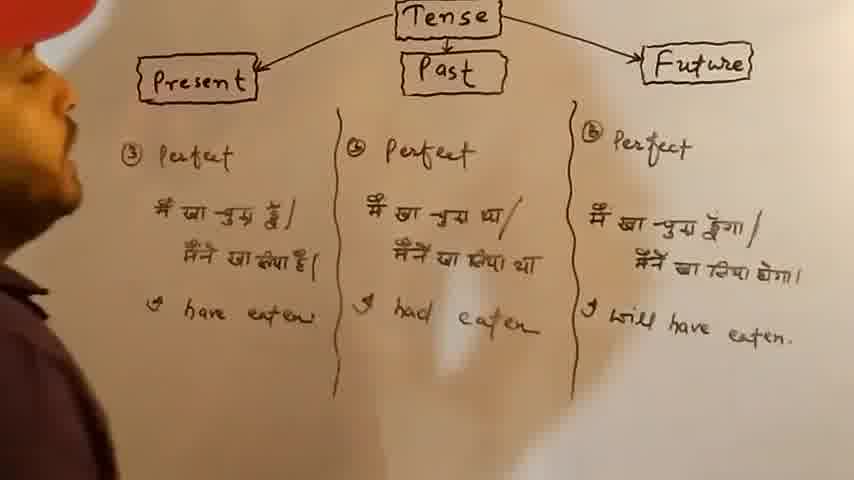 Tense
Present
Past
Future
③ Perfect
मैं खा चुका हूँ /
मैंने खा लिया है।
I have eaten.
③ Perfect
मैं खा चुका था /
मैंने खा लिया था
I had eaten
③ Perfect
मैं खा चुका हूँगा /
मैंने खा लिया होगा।
I will have eaten.